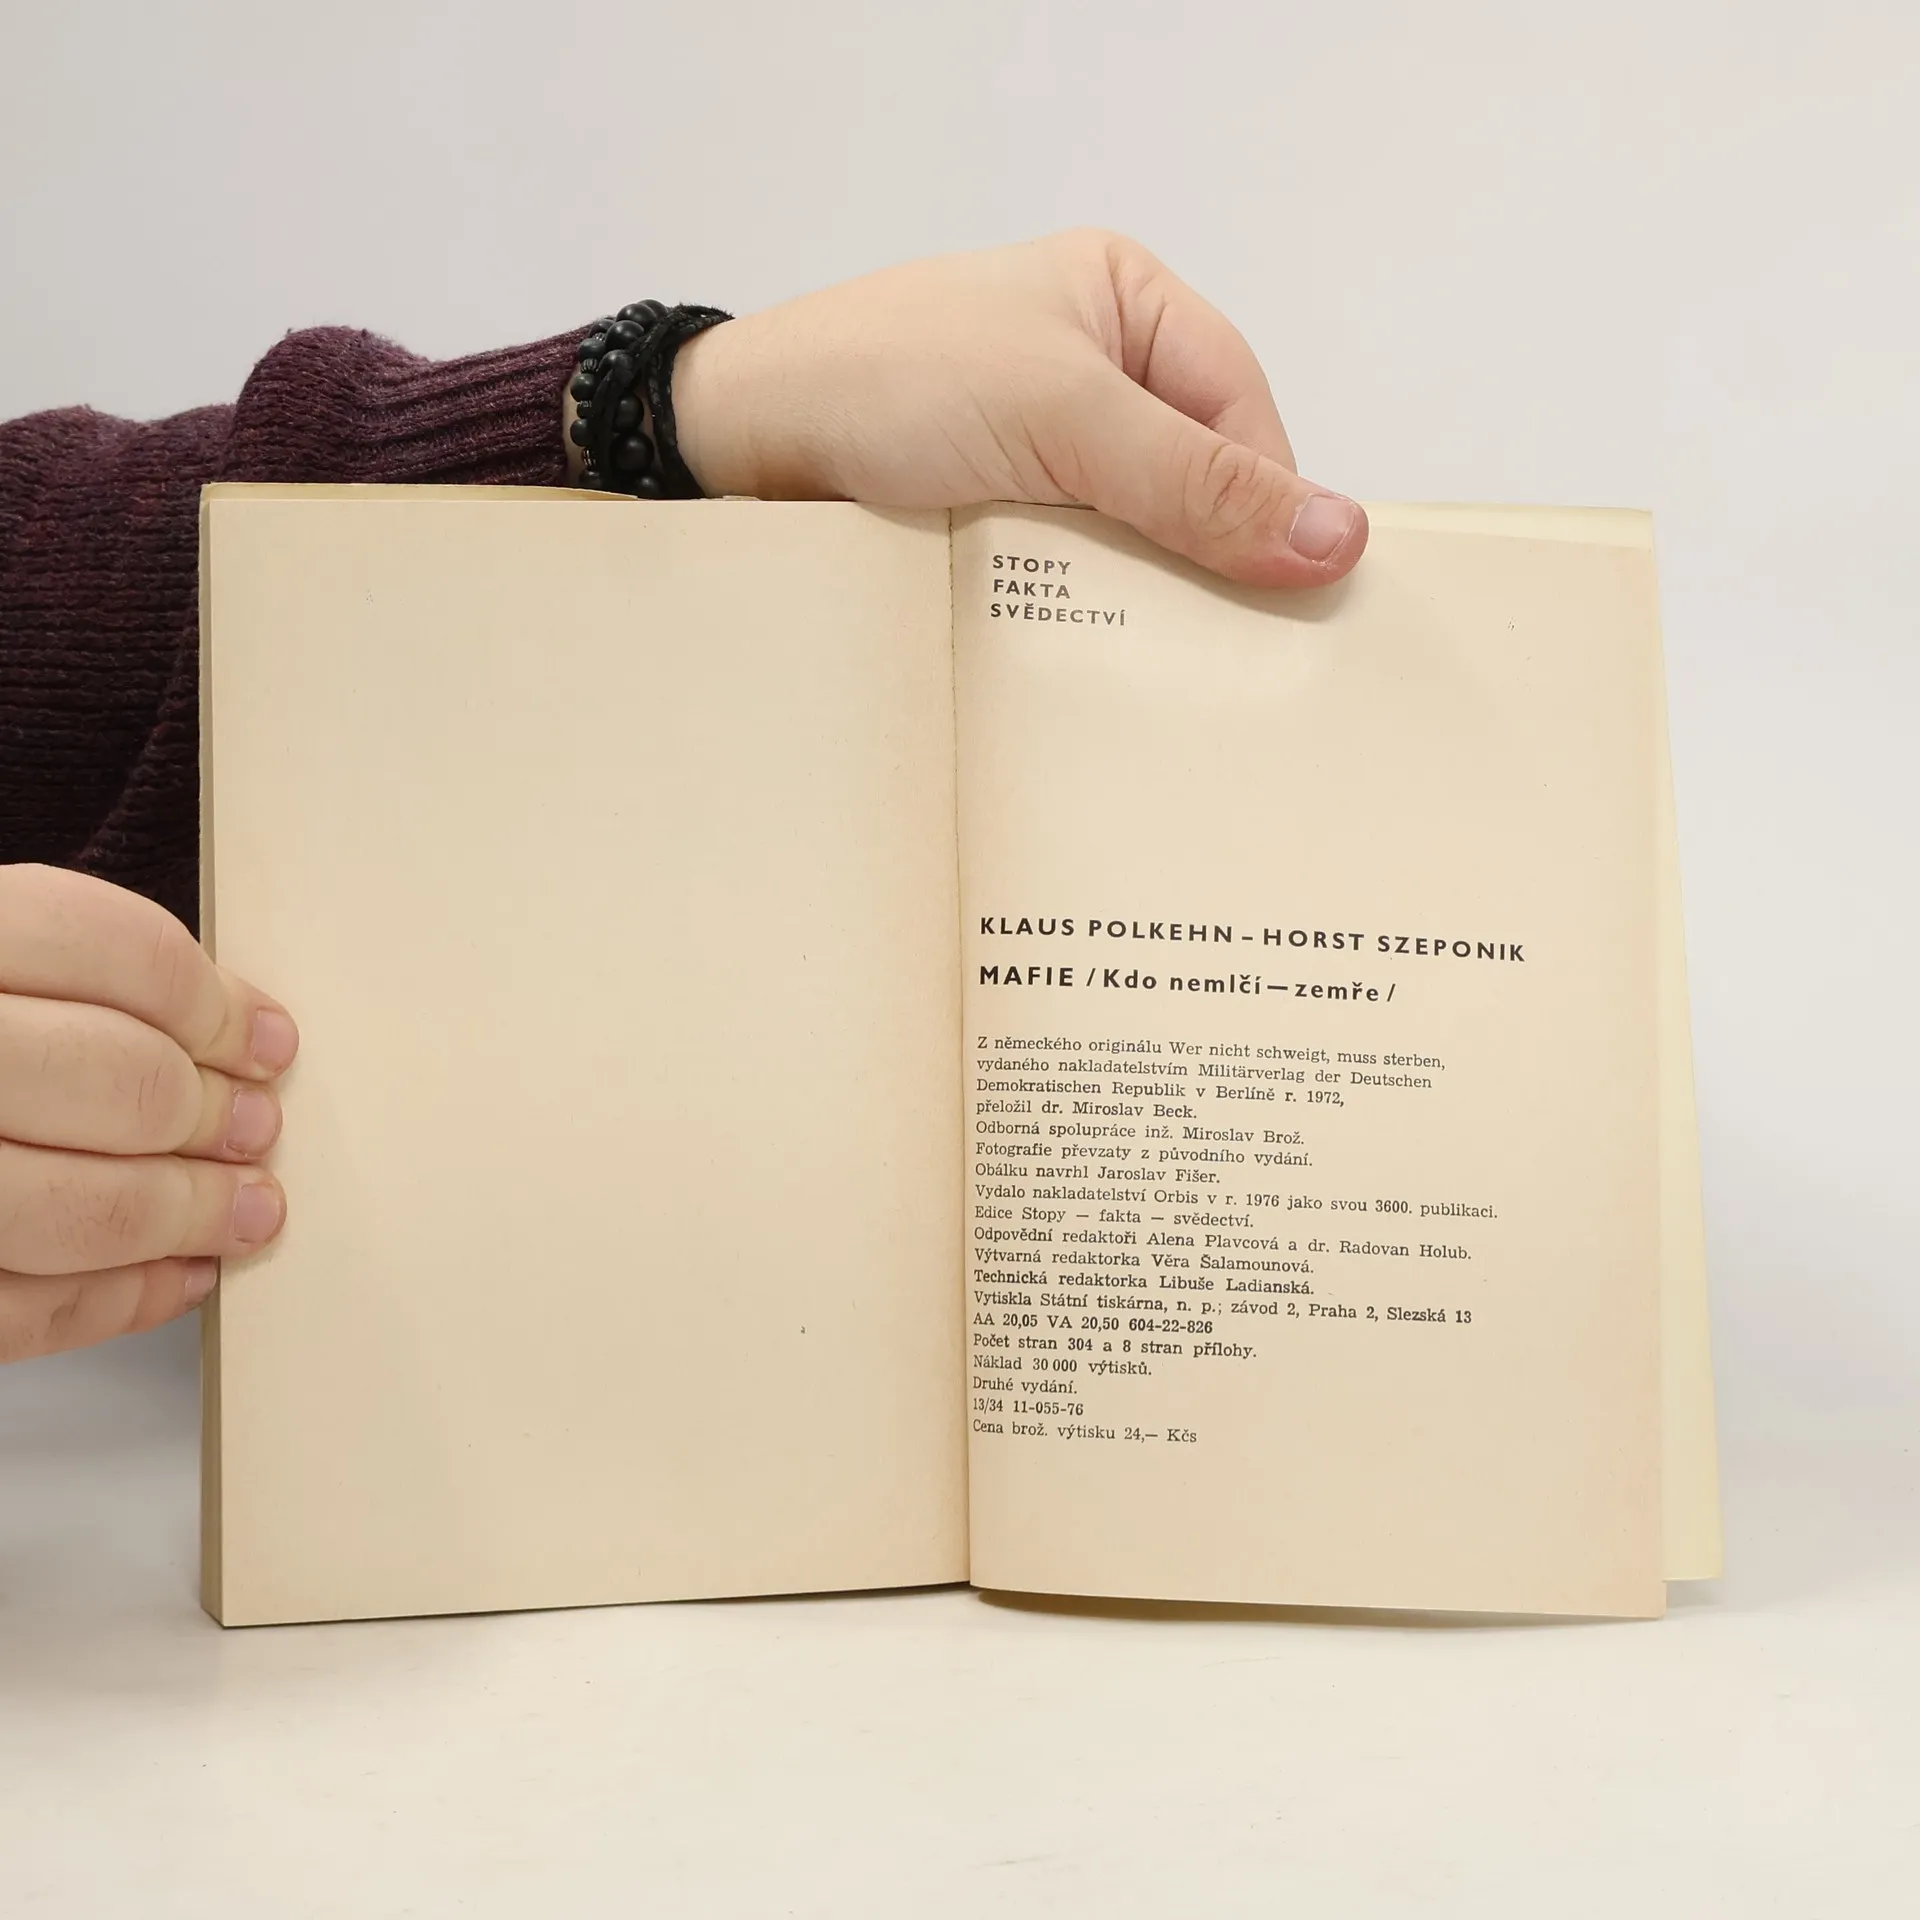 STOPY
FAKTA
SVĚDECTVÍ
KLAUS POLKEHN – HORST SZEPONIK
MAFIE / Kdo nemlčí — zemře /
Z německého originálu Wer nicht schweigt, muss sterben,
vydaného nakladatelstvím Militärverlag der Deutschen
Demokratischen Republik v Berlíně r. 1972,
přeložil dr. Miroslav Beck.
Odborná spolupráce inž. Miroslav Brož.
Fotografie převzaty z původního vydání.
Obálku navrhl Jaroslav Fišer.
Vydalo nakladatelství Orbis v r. 1976 jako svou 3600. publikaci.
Edice Stopy — fakta — svědectví.
Odpovědní redaktoři Alena Plavcová a dr. Radovan Holub.
Výtvarná redaktorka Věra Šalamounová.
Technická redaktorka Libuše Ladianská.
Vytiskla Státní tiskárna, n. p.; závod 2, Praha 2, Slezská 13
AA 20,05 VA 20,50 604-22-826
Počet stran 304 a 8 stran přílohy.
Náklad 30 000 výtisků.
Druhé vydání.
13/34 11-055-76
Cena brož. výtisku 24,— Kčs